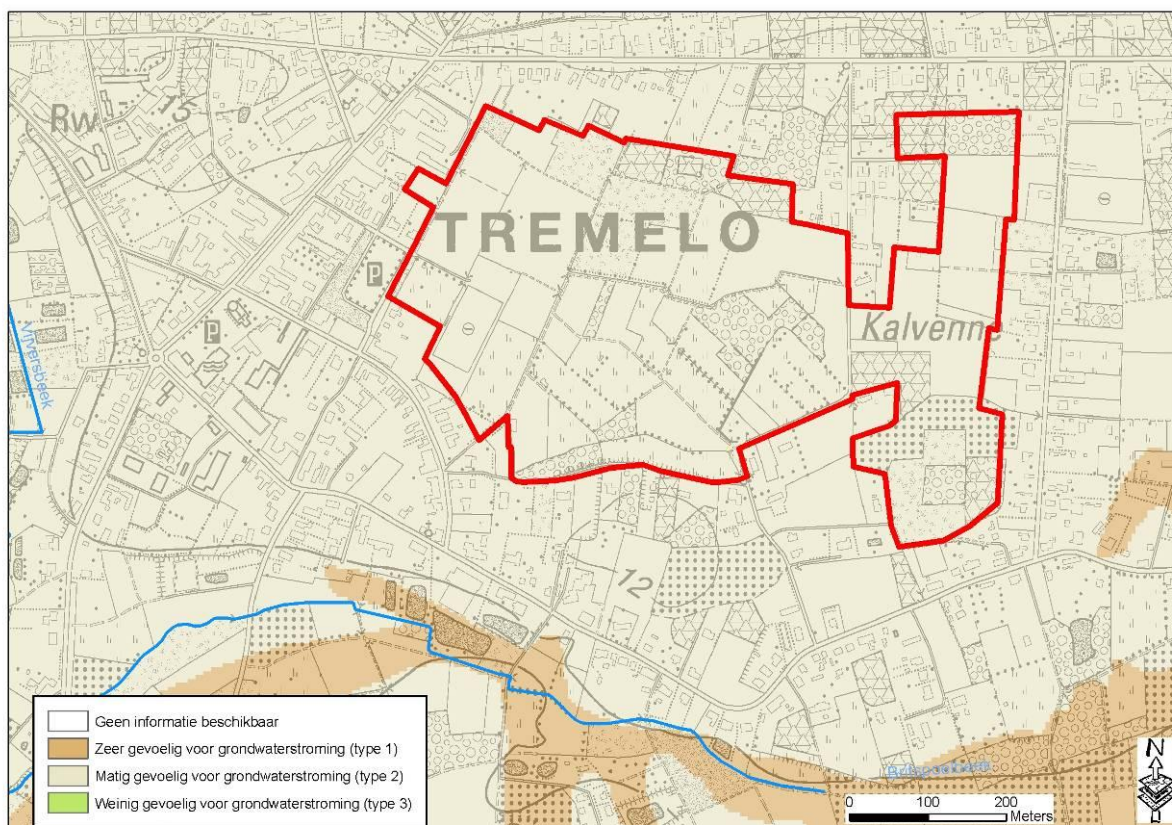 Rw
15
TREMELO
P
P
Kalvenne
Vijversbeek
12
Geen informatie beschikbaar
Zeer gevoelig voor grondwaterstroming (type 1)
Matig gevoelig voor grondwaterstroming (type 2)
Weinig gevoelig voor grondwaterstroming (type 3)
0 100 200
Meters
N